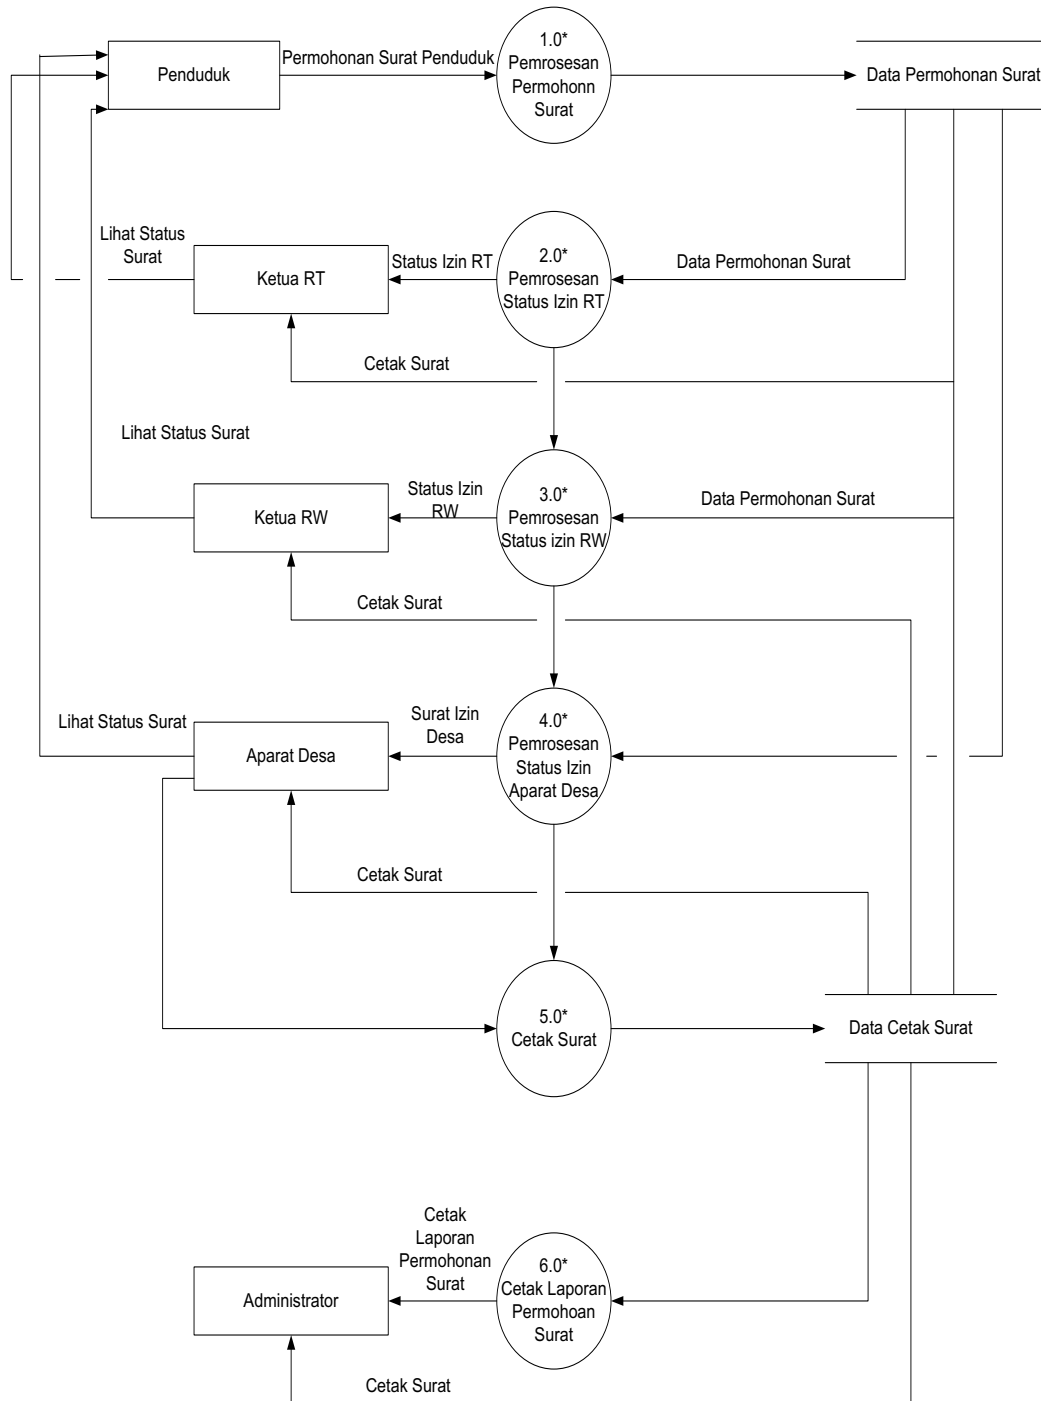 Penduduk
Permohonan Surat Penduduk
1.0*
Pemrosesan
Permohonn
Surat
Data Permohonan Surat
Lihat Status
Surat
Ketua RT
Status Izin RT
2.0*
Pemrosesan
Status Izin RT
Data Permohonan Surat
Cetak Surat
Lihat Status Surat
Ketua RW
Status Izin
RW
3.0*
Pemrosesan
Status izin RW
Data Permohonan Surat
Cetak Surat
Lihat Status Surat
Aparat Desa
Surat Izin
Desa
4.0*
Pemrosesan
Status Izin
Aparat Desa
Cetak Surat
5.0*
Cetak Surat
Data Cetak Surat
Administrator
Cetak
Laporan
Permohonan
Surat
6.0*
Cetak Laporan
Permohoan
Surat
Cetak Surat